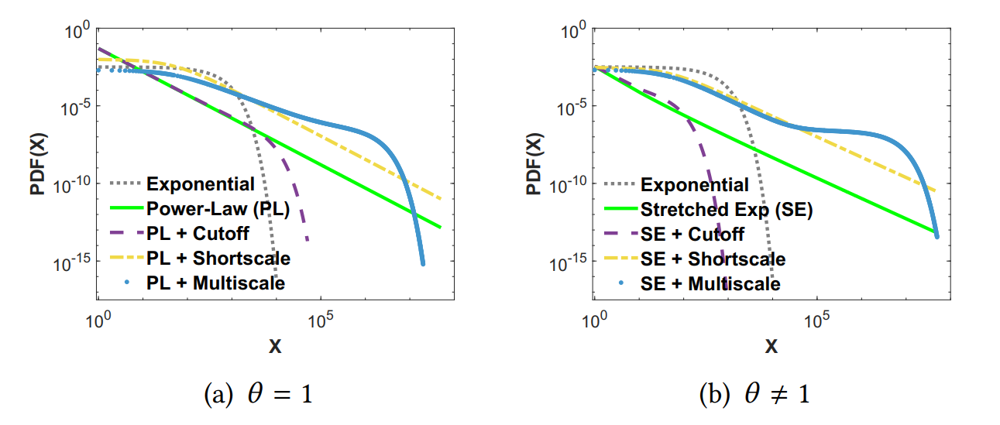 10^0
10^-5
10^-10
10^-15
PDF(X)
Exponential
Power-Law (PL)
PL + Cutoff
PL + Shortscale
PL + Multiscale
10^0
10^5
X
(a) θ = 1
10^0
10^-5
10^-10
10^-15
PDF(X)
Exponential
Stretched Exp (SE)
SE + Cutoff
SE + Shortscale
SE + Multiscale
10^0
10^5
X
(b) θ ≠ 1